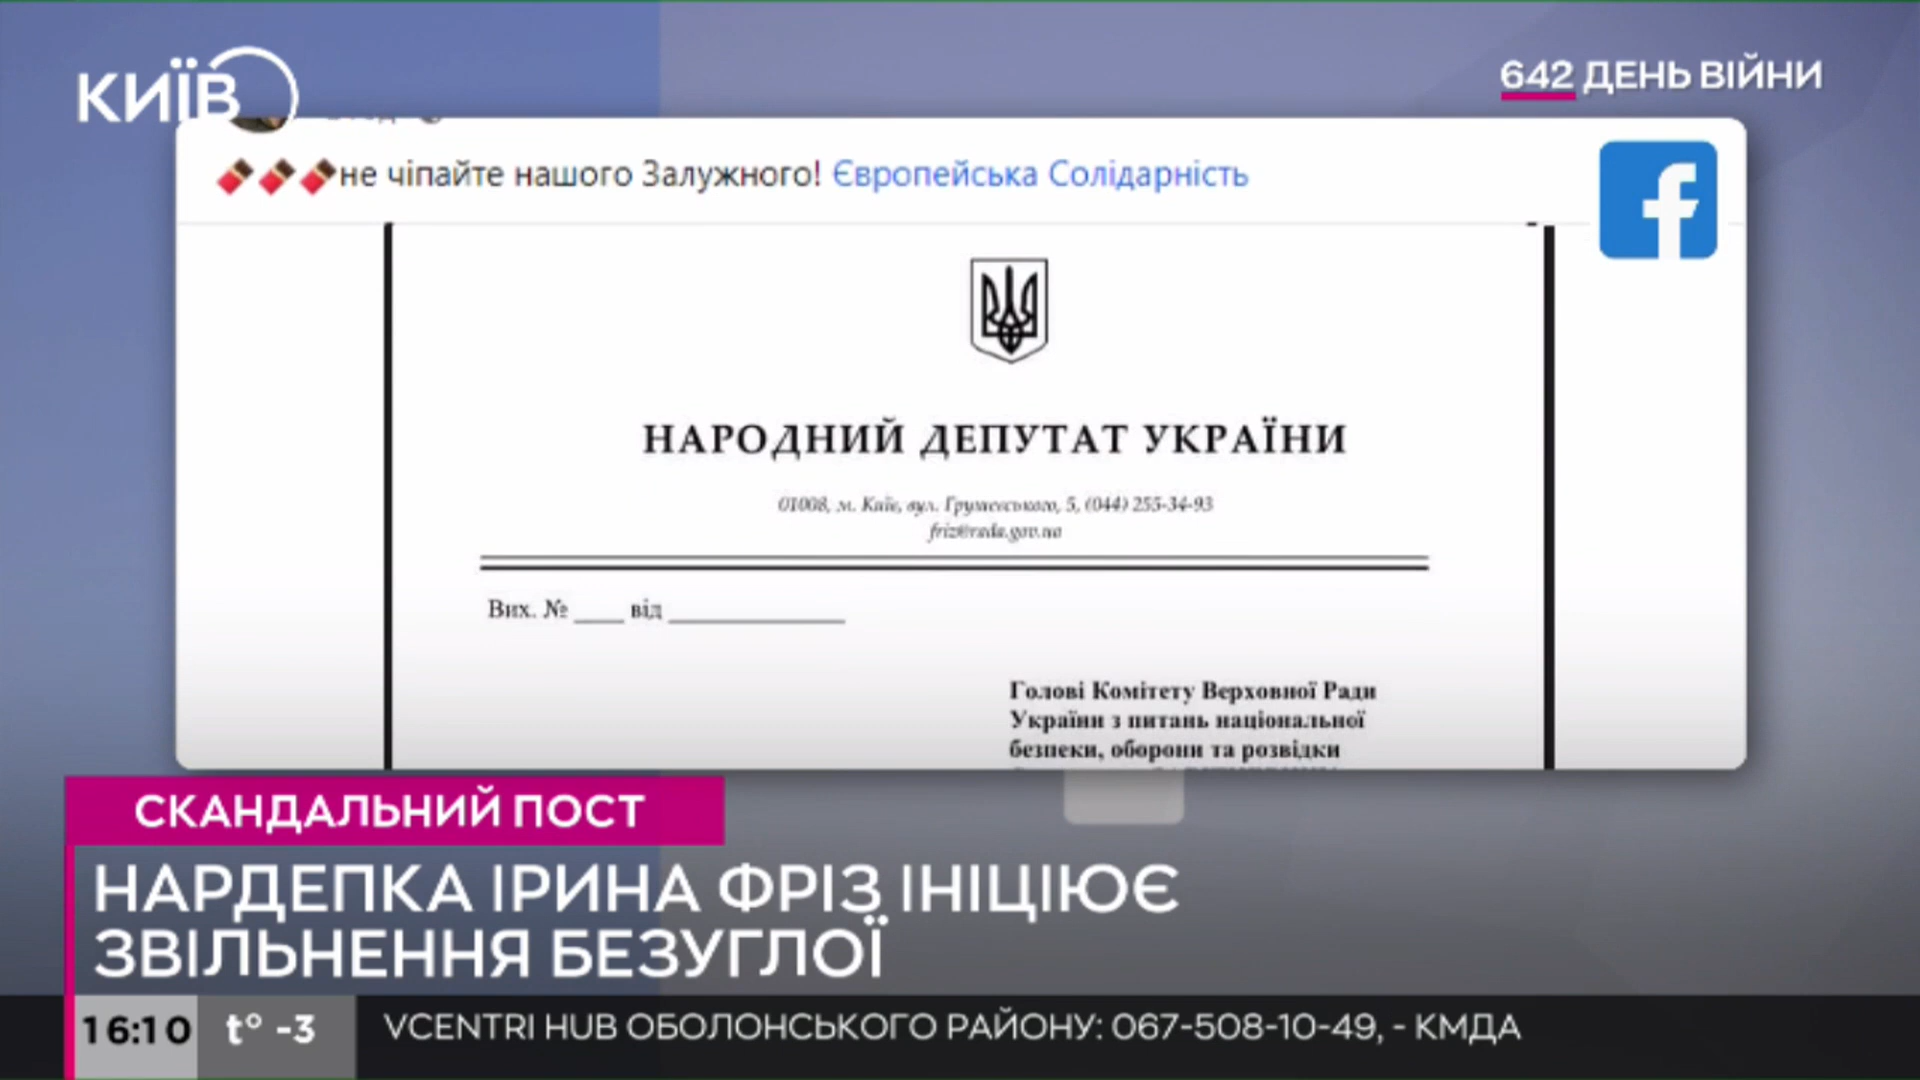 КИЇВ
642 ДЕНЬ ВІЙНИ
не чіпайте нашого Залужного! Європейська Солідарність
НАРОДНИЙ ДЕПУТАТ УКРАЇНИ
01008, м. Київ, вул. Грушевського, 5, (044) 255-34-93
friz@rada.gov.ua
Вих. № ____ від ______________
Голові Комітету Верховної Ради
України з питань національної
безпеки, оборони та розвідки
СКАНДАЛЬНИЙ ПОСТ
НАРДЕПКА ІРИНА ФРІЗ ІНІЦІЮЄ
ЗВІЛЬНЕННЯ БЕЗУГЛОЇ
16:10 t° -3 VCENTRI HUB ОБОЛОНСЬКОГО РАЙОНУ: 067-508-10-49, - КМДА